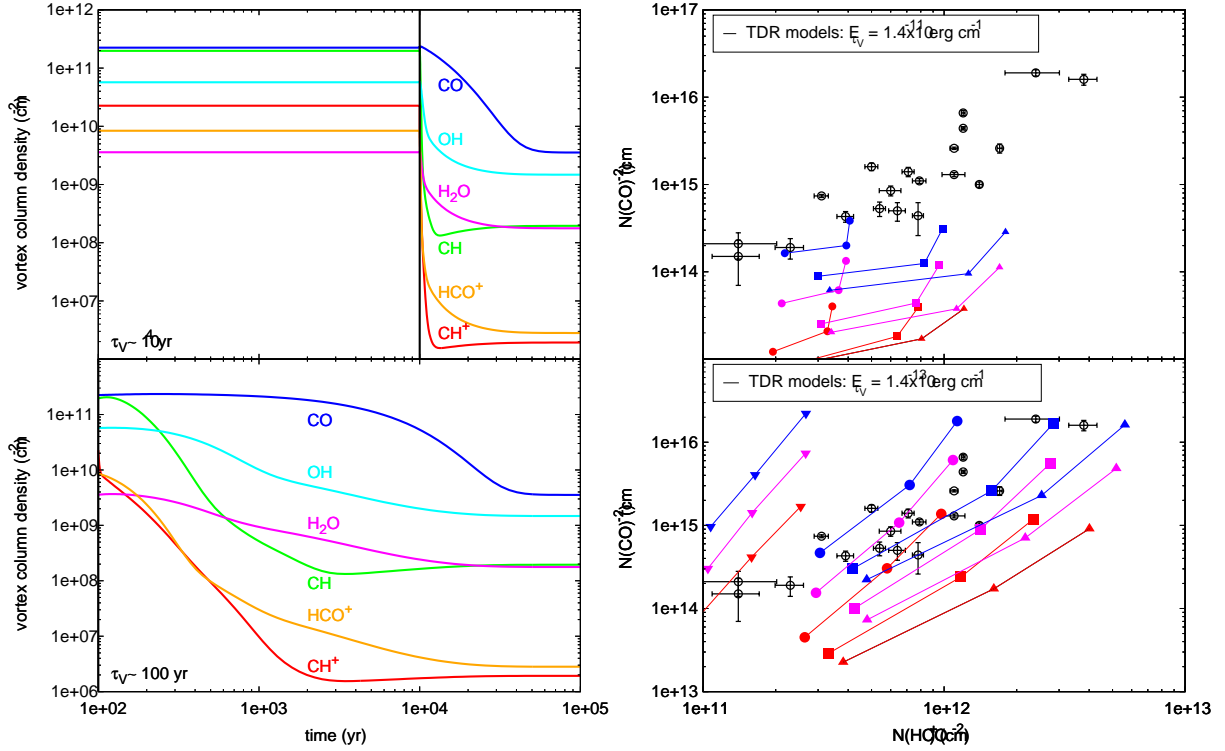 1e+12
1e+11
1e+10
1e+09
1e+08
1e+07
vortex column density (cm-2)
CO
OH
H2O
CH
HCO+
CH+
τV~ 104 yr
1e+11
1e+10
1e+09
1e+08
1e+07
1e+06
vortex column density (cm-2)
CO
OH
H2O
CH
HCO+
CH+
τV~ 100 yr
1e+02
1e+03
1e+04
1e+05
time (yr)
1e+17
1e+16
1e+15
1e+14
N(CO) (cm-2
TDR models: EτV = 1.4x10-11 erg cm-1
1e+16
1e+15
1e+14
1e+13
N(CO) (cm-2
TDR models: EτV = 1.4x10-13 erg cm-1
1e+11
1e+12
1e+13
N(HCO+) (cm-2)